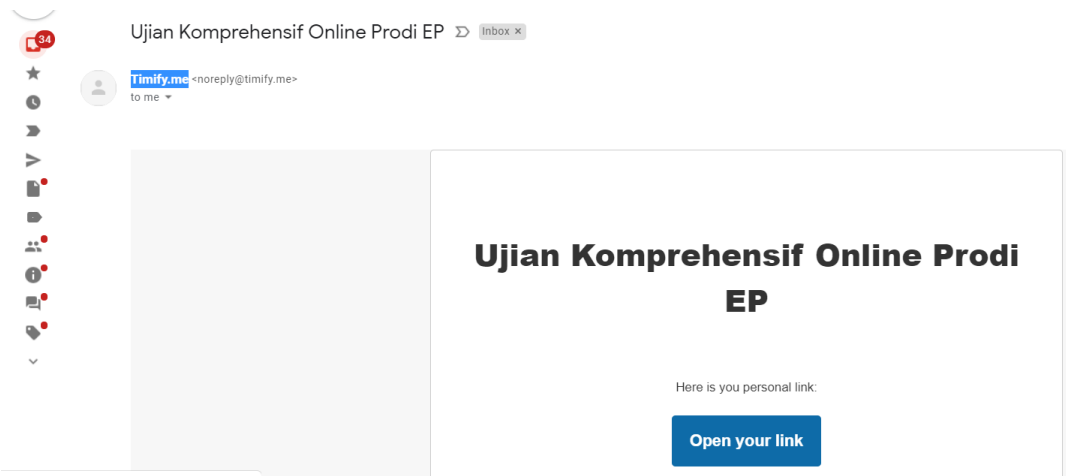 34
Ujian Komprehensif Online Prodi EP Inbox ×
Timify.me <noreply@timify.me>
to me
Ujian Komprehensif Online Prodi
EP
Here is you personal link:
Open your link